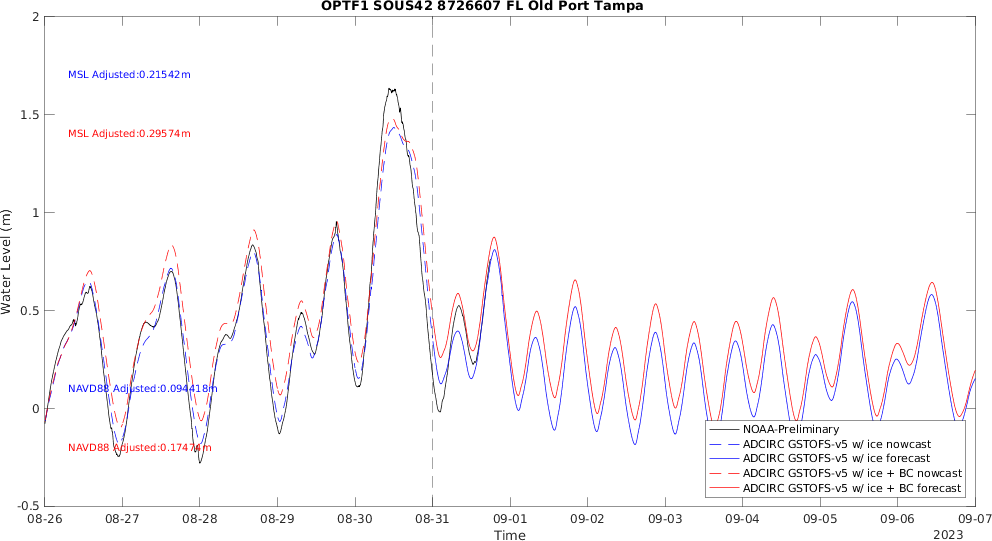 OPTF1 SOUS42 8726607 FL Old Port Tampa
2
1.5
1
0.5
0
-0.5
Water Level (m)
MSL Adjusted:0.21542m
MSL Adjusted:0.29574m
NAVD88 Adjusted:0.094418m
NAVD88 Adjusted:0.17474m
NOAA-Preliminary
ADCIRC GSTOFS-v5 w/ ice nowcast
ADCIRC GSTOFS-v5 w/ ice forecast
ADCIRC GSTOFS-v5 w/ ice + BC nowcast
ADCIRC GSTOFS-v5 w/ ice + BC forecast
08-26 08-27 08-28 08-29 08-30 08-31 09-01 09-02 09-03 09-04 09-05 09-06 09-07
Time
2023